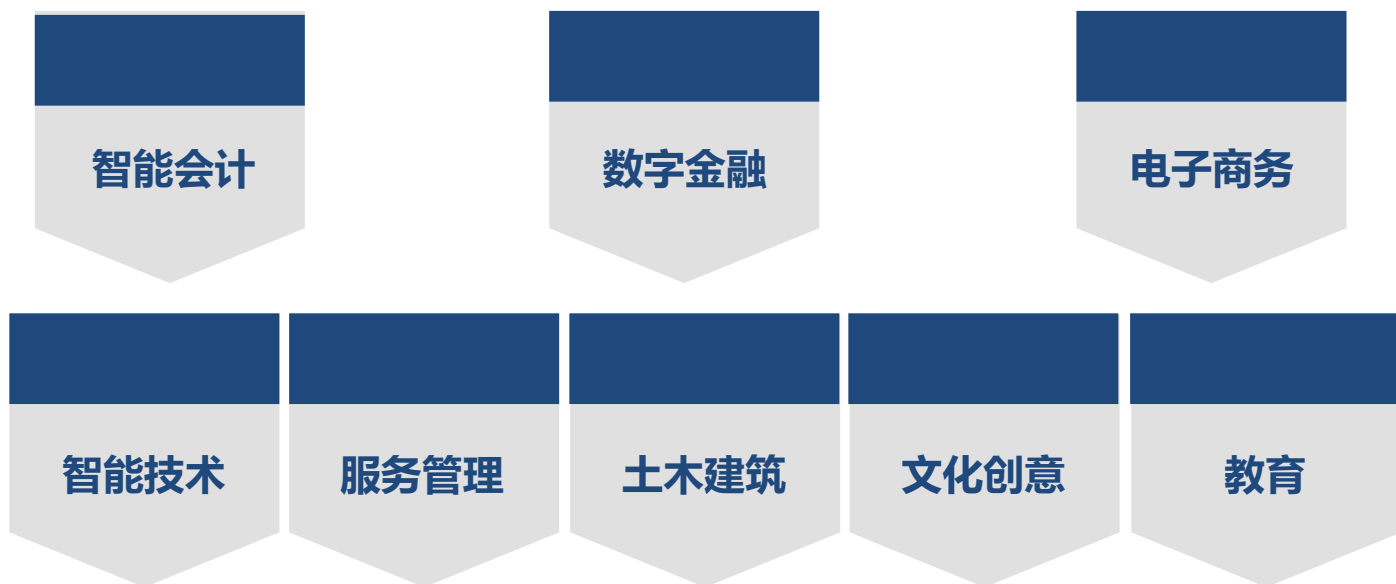 智能会计
数字金融
电子商务
智能技术
服务管理
土木建筑
文化创意
教育